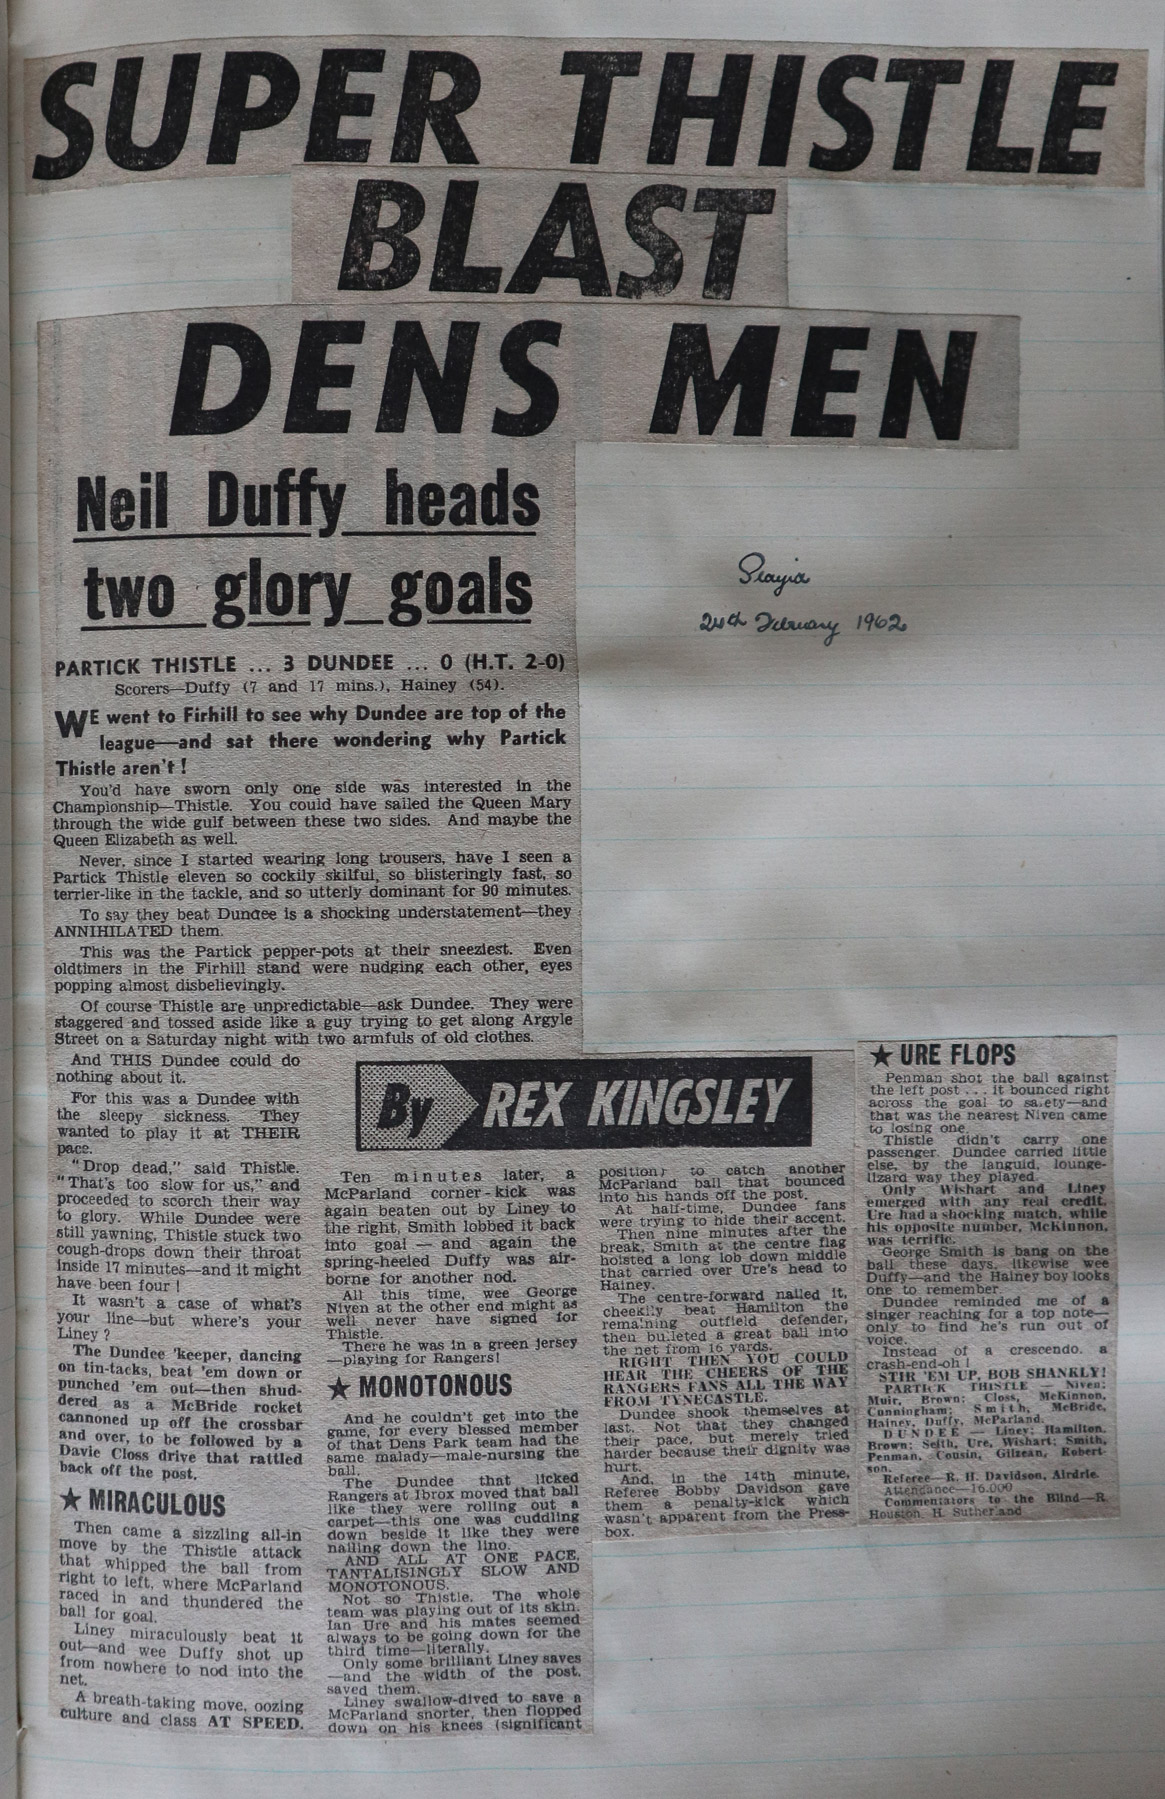 SUPER THISTLE
BLAST
DENS MEN
Neil Duffy heads
two glory goals
24th February 1962
PARTICK THISTLE ... 3 DUNDEE ... 0 (H.T. 2-0)
Scorers—Duffy (7 and 17 mins.), Hainey (54).
WE went to Firhill to see why Dundee are top of the
league—and sat there wondering why Partick
Thistle aren't!
You'd have sworn only one side was interested in the
Championship—Thistle. You could have sailed the Queen Mary
through the wide gulf between these two sides. And maybe the
Queen Elizabeth as well.
Never, since I started wearing long trousers, have I seen a
Partick Thistle eleven so cockily skilful, so blisteringly fast, so
terrier-like in the tackle, and so utterly dominant for 90 minutes.
To say they beat Dundee is a shocking understatement—they
ANNIHILATED them.
This was the Partick pepper-pots at their sneeziest. Even
oldtimers in the Firhill stand were nudging each other, eyes
popping almost disbelievingly.
Of course Thistle are unpredictable—ask Dundee. They were
staggered and tossed aside like a guy trying to get along Argyle
Street on a Saturday night with two armfuls of old clothes.
And THIS Dundee could do
nothing about it.
For this was a Dundee with
the sleepy sickness. They
wanted to play it at THEIR
pace.
"Drop dead," said Thistle.
"That's too slow for us," and
proceeded to scorch their way
to glory. While Dundee were
still yawning, Thistle stuck two
cough-drops down their throat
inside 17 minutes—and it might
have been four!
It wasn't a case of what's
your line—but where's your
Liney?
The Dundee 'keeper, dancing
on tin-tacks, beat 'em down or
punched 'em out—then shud-
dered as a McBride rocket
cannoned up off the crossbar
and over, to be followed by a
Davie Closs drive that rattled
back off the post.
★ MIRACULOUS
Then came a sizzling all-in
move by the Thistle attack
that whipped the ball from
right to left, where McParland
raced in and thundered the
ball for goal.
Liney miraculously beat it
out—and wee Duffy shot up
from nowhere to nod into the
net.
A breath-taking move, oozing
culture and class AT SPEED.
By REX KINGSLEY
Ten minutes later, a
McParland corner-kick was
again beaten out by Liney to
the right, Smith lobbed it back
into goal — and again the
spring-heeled Duffy was air-
borne for another nod.
All this time, wee George
Niven at the other end might as
well never have signed for
Thistle.
There he was in a green jersey
—playing for Rangers!
★ MONOTONOUS
And he couldn't get into the
game, for every blessed member
of that Dens Park team had the
same malady—male-nursing the
ball.
The Dundee that licked
Rangers at Ibrox moved that ball
like they were rolling out a
carpet—this one was cuddling
down beside it like they were
nailing down the lino.
AND ALL AT ONE PACE,
TANTALISINGLY SLOW AND
MONOTONOUS.
Not so Thistle. The whole
team was playing out of its skin.
Ian Ure and his mates seemed
always to be going down for the
third time—literally.
Only some brilliant Liney saves
—and the width of the post,
saved them.
Liney swallow-dived to save a
McParland snorter, then flopped
down on his knees (significant
position) to catch another
McParland ball that bounced
into his hands off the post.
At half-time, Dundee fans
were trying to hide their accent.
Then nine minutes after the
break, Smith at the centre flag
hoisted a long lob down middle
that carried over Ure's head to
Hainey.
The centre-forward nailed it,
cheekily beat Hamilton the
remaining outfield defender,
then bulleted a great ball into
the net from 16 yards.
RIGHT THEN YOU COULD
HEAR THE CHEERS OF THE
RANGERS FANS ALL THE WAY
FROM TYNECASTLE.
Dundee shook themselves at
last. Not that they changed
their pace, but merely tried
harder because their dignity was
hurt.
And, in the 14th minute,
Referee Bobby Davidson gave
them a penalty-kick which
wasn't apparent from the Press-
box.
★ URE FLOPS
Penman shot the ball against
the left post . . . it bounced right
across the goal to safety—and
that was the nearest Niven came
to losing one.
Thistle didn't carry one
passenger. Dundee carried little
else, by the languid, lounge-
lizard way they played.
Only Wishart and Liney
emerged with any real credit.
Ure had a shocking match, while
his opposite number, McKinnon,
was terrific.
George Smith is bang on the
ball these days, likewise wee
Duffy—and the Hainey boy looks
one to remember.
Dundee reminded me of a
singer reaching for a top note—
only to find he's run out of
voice.
Instead of a crescendo, a
crash-end-oh!
STIR 'EM UP, BOB SHANKLY!
PARTICK THISTLE — Niven;
Muir, Brown; Closs, McKinnon,
Cunningham; Smith, McBride,
Hainey, Duffy, McParland.
DUNDEE — Liney; Hamilton,
Brown; Seith, Ure, Wishart; Smith,
Penman, Cousin, Gilzean, Robert-
son.
Referee—R. H. Davidson, Airdrie.
Attendance—16,000
Commentators to the Blind—R.
Houston, H. Sutherland